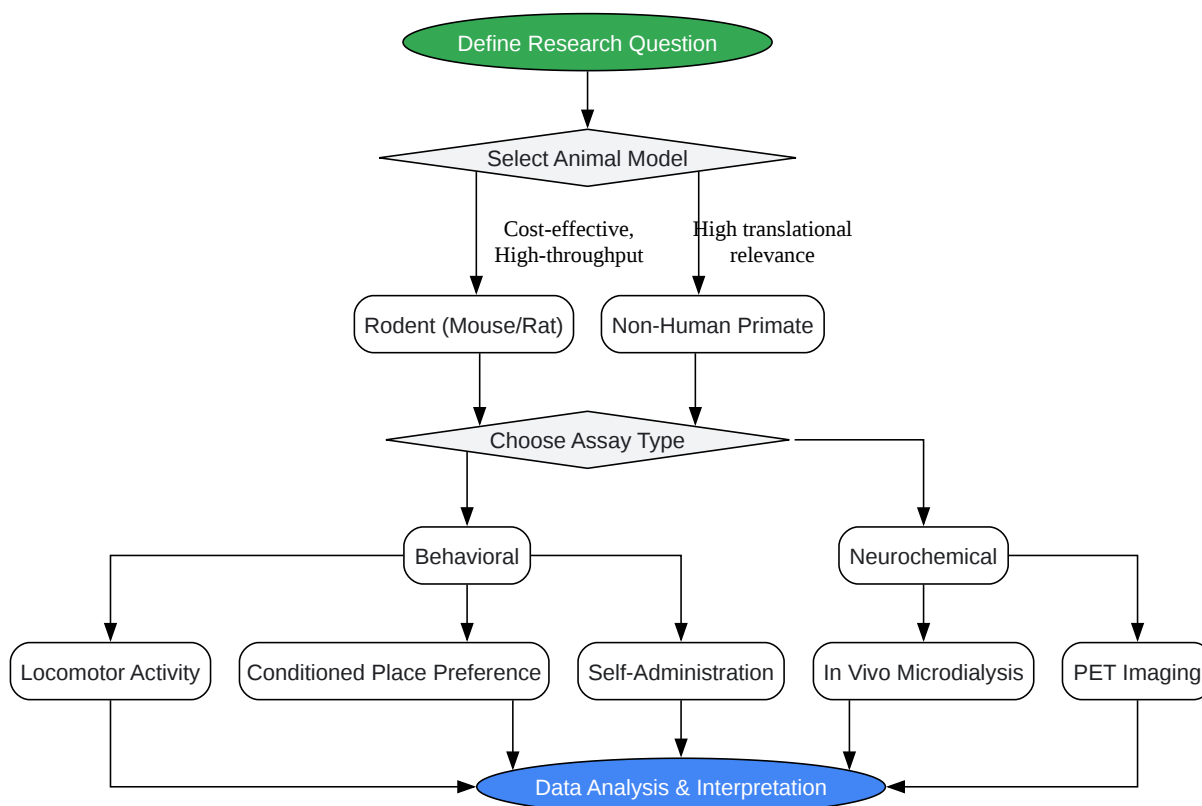 Define Research Question
Select Animal Model
Cost-effective,
High-throughput
High translational
relevance
Rodent (Mouse/Rat)
Non-Human Primate
Choose Assay Type
Behavioral
Neurochemical
Locomotor Activity
Conditioned Place Preference
Self-Administration
In Vivo Microdialysis
PET Imaging
Data Analysis & Interpretation